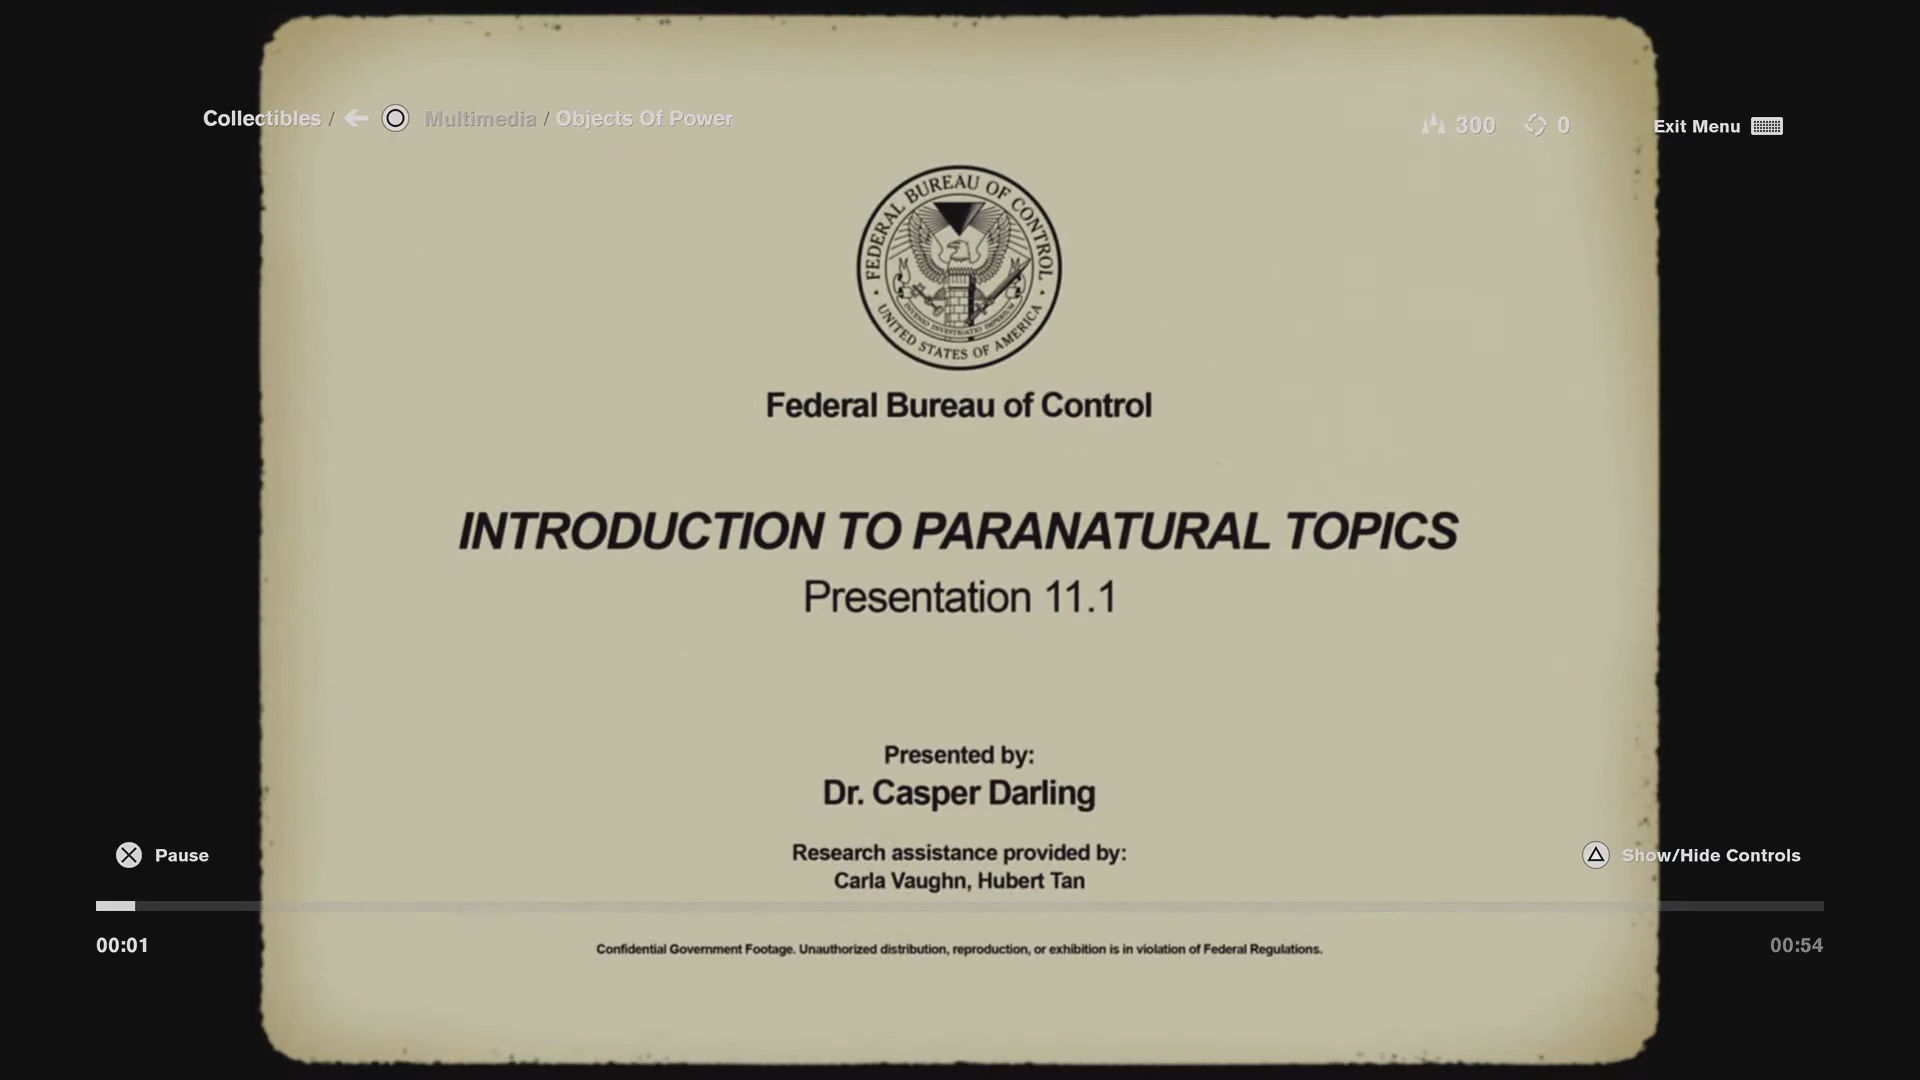 Collectibles / Multimedia / Objects Of Power
300 0 Exit Menu
FEDERAL BUREAU OF CONTROL
UNITED STATES OF AMERICA
INVENIO INVESTIGATIO IMPERIUM
Federal Bureau of Control
INTRODUCTION TO PARANATURAL TOPICS
Presentation 11.1
Presented by:
Dr. Casper Darling
Pause
Show/Hide Controls
Research assistance provided by:
Carla Vaughn, Hubert Tan
00:01
00:54
Confidential Government Footage. Unauthorized distribution, reproduction, or exhibition is in violation of Federal Regulations.